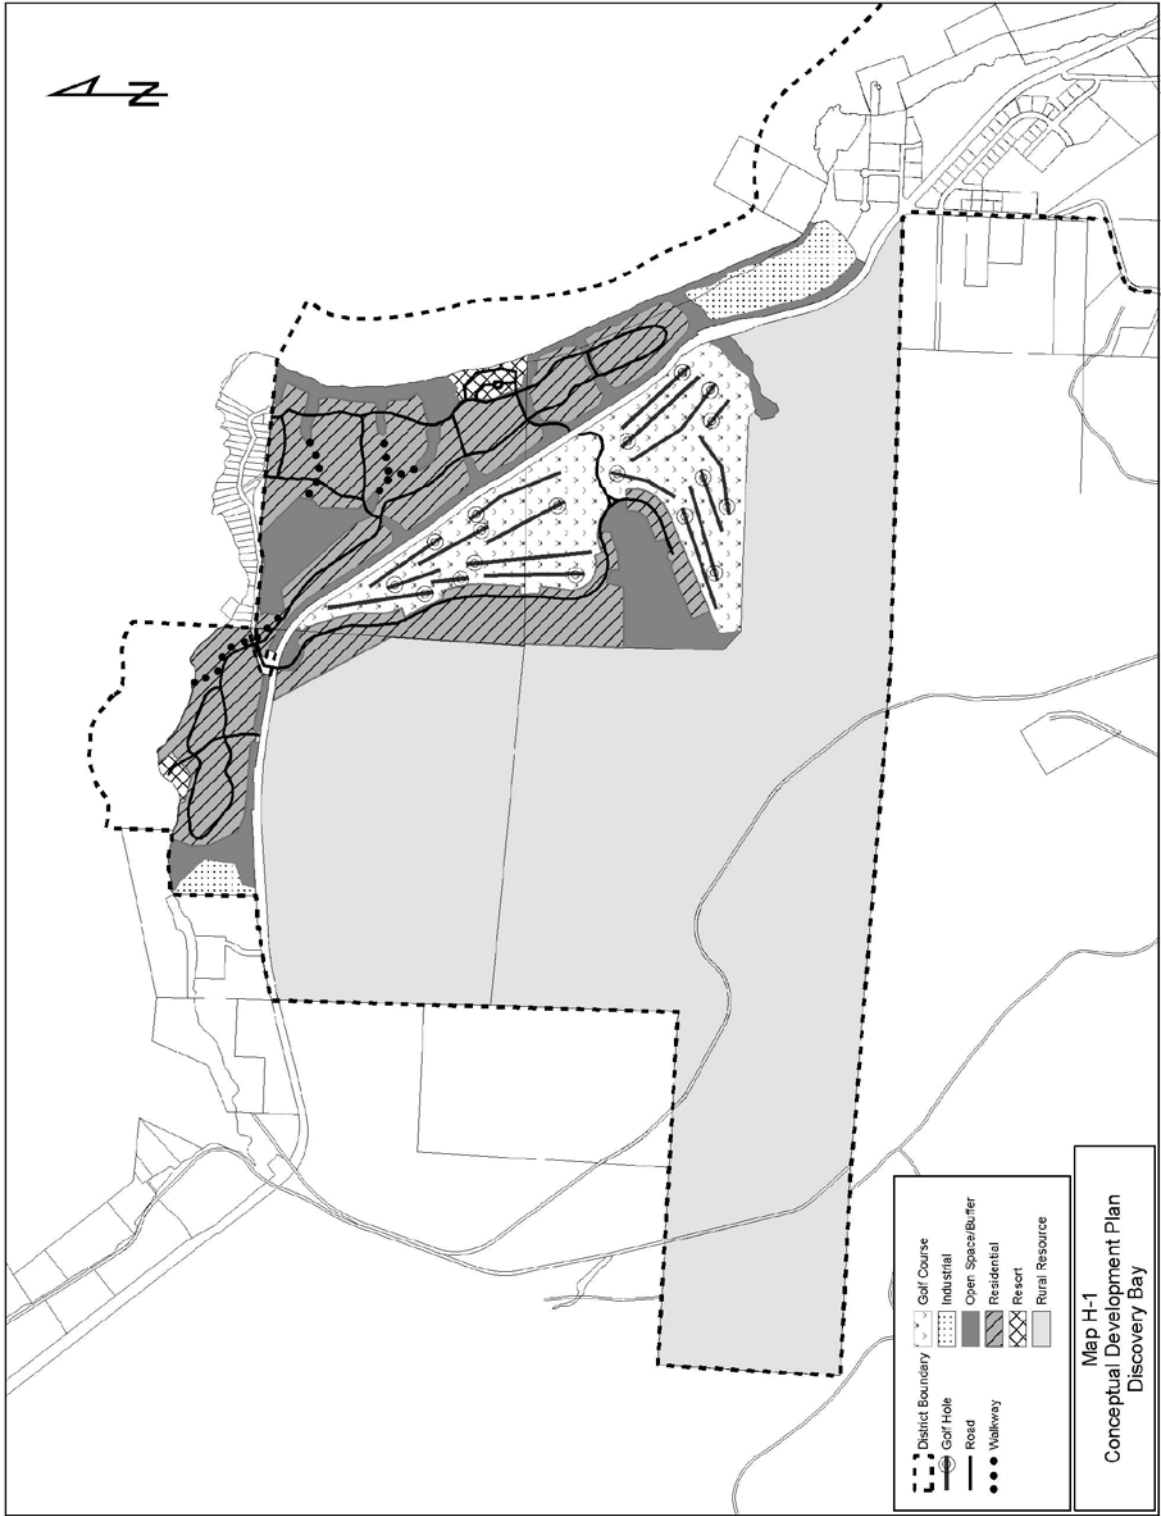 N
District Boundary
Golf Hole
Road
Walkway
Golf Course
Industrial
Open Space/Buffer
Residential
Resort
Rural Resource
Map H-1
Conceptual Development Plan
Discovery Bay